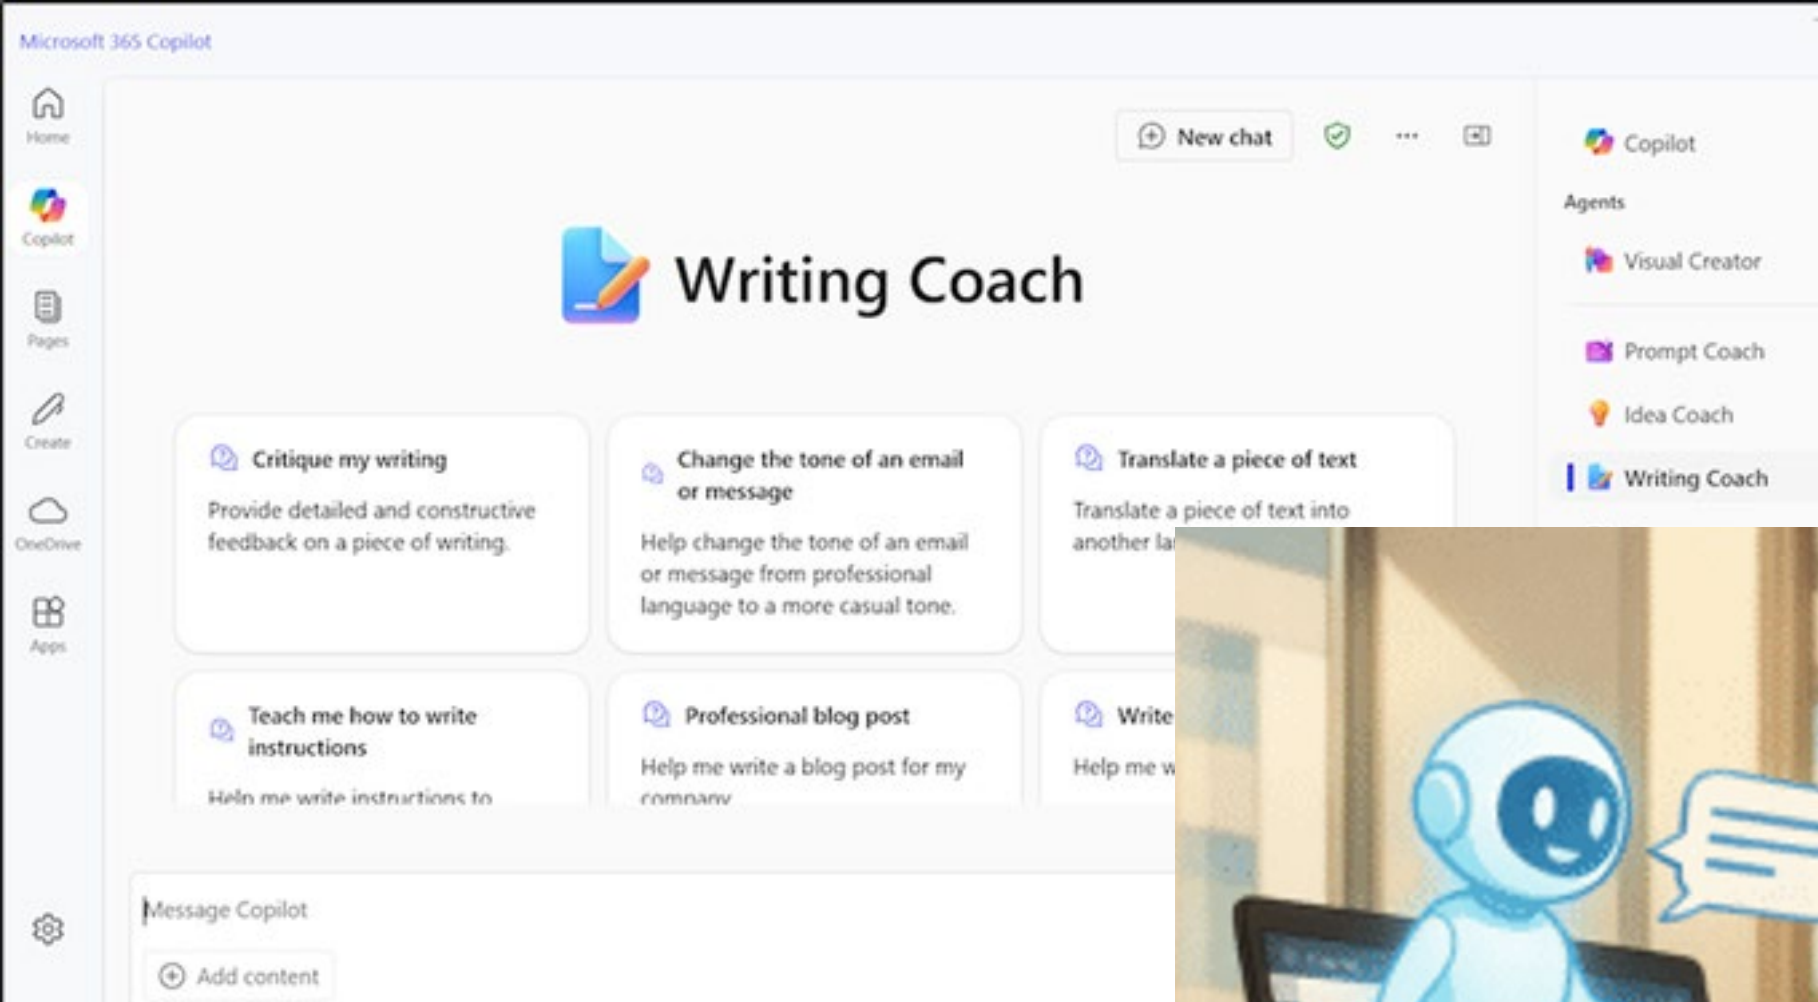 Microsoft 365 Copilot
Home
Copilot
Pages
Create
OneDrive
Apps
New chat
Writing Coach
Critique my writing
Provide detailed and constructive
feedback on a piece of writing.
Change the tone of an email
or message
Help change the tone of an email
or message from professional
language to a more casual tone.
Translate a piece of text
Translate a piece of text into
another
Teach me how to write
instructions
Help me write instructions to
Professional blog post
Help me write a blog post for my
company
Write
Help me
Message Copilot
Add content
Copilot
Agents
Visual Creator
Prompt Coach
Idea Coach
Writing Coach